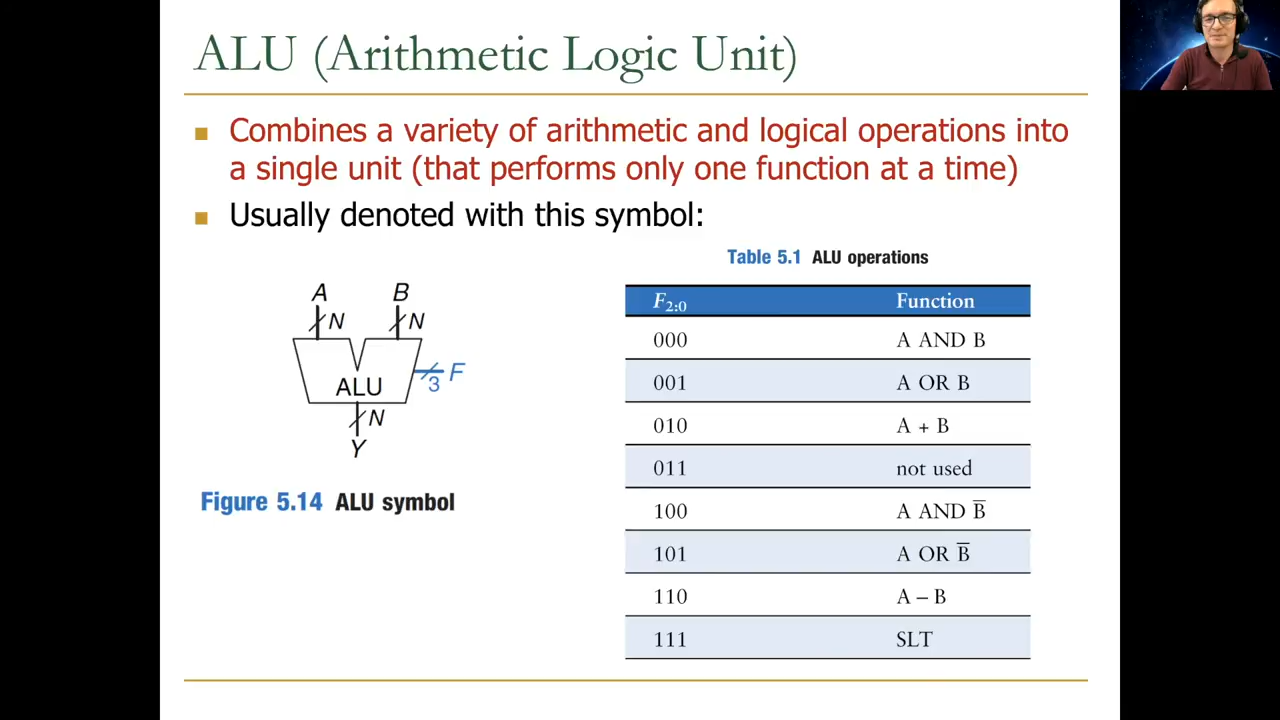 ALU (Arithmetic Logic Unit)
Combines a variety of arithmetic and logical operations into
a single unit (that performs only one function at a time)
Usually denoted with this symbol:
A B
N N
ALU
3 F
N
Y
Figure 5.14 ALU symbol
Table 5.1 ALU operations
F2:0 Function
000 A AND B
001 A OR B
010 A + B
011 not used
100 A AND B̅
101 A OR B̅
110 A – B
111 SLT